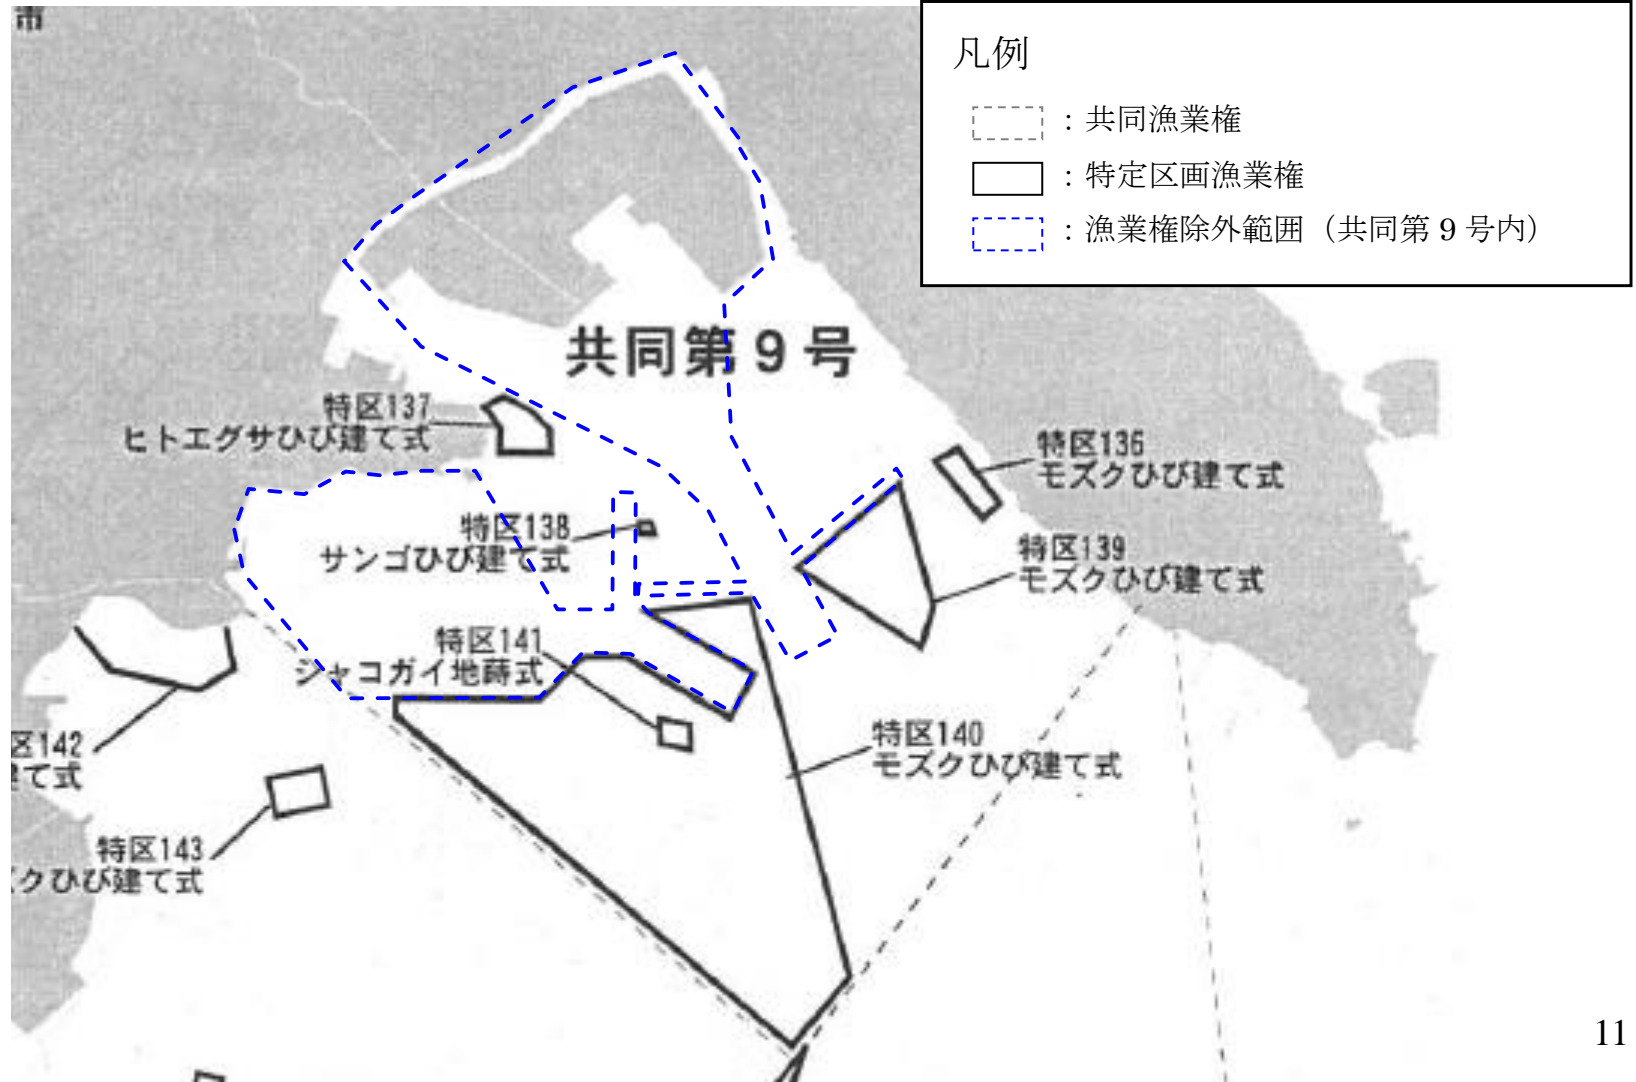 市
凡例
：共同漁業権
：特定区画漁業権
：漁業権除外範囲（共同第９号内）
共同第９号
特区137
ヒトエグサひび建て式
特区136
モズクひび建て式
特区138
サンゴひび建て式
特区139
モズクひび建て式
特区141
シャコガイ地蒔式
特区140
モズクひび建て式
区142
建て式
特区143
ズクひび建て式
11